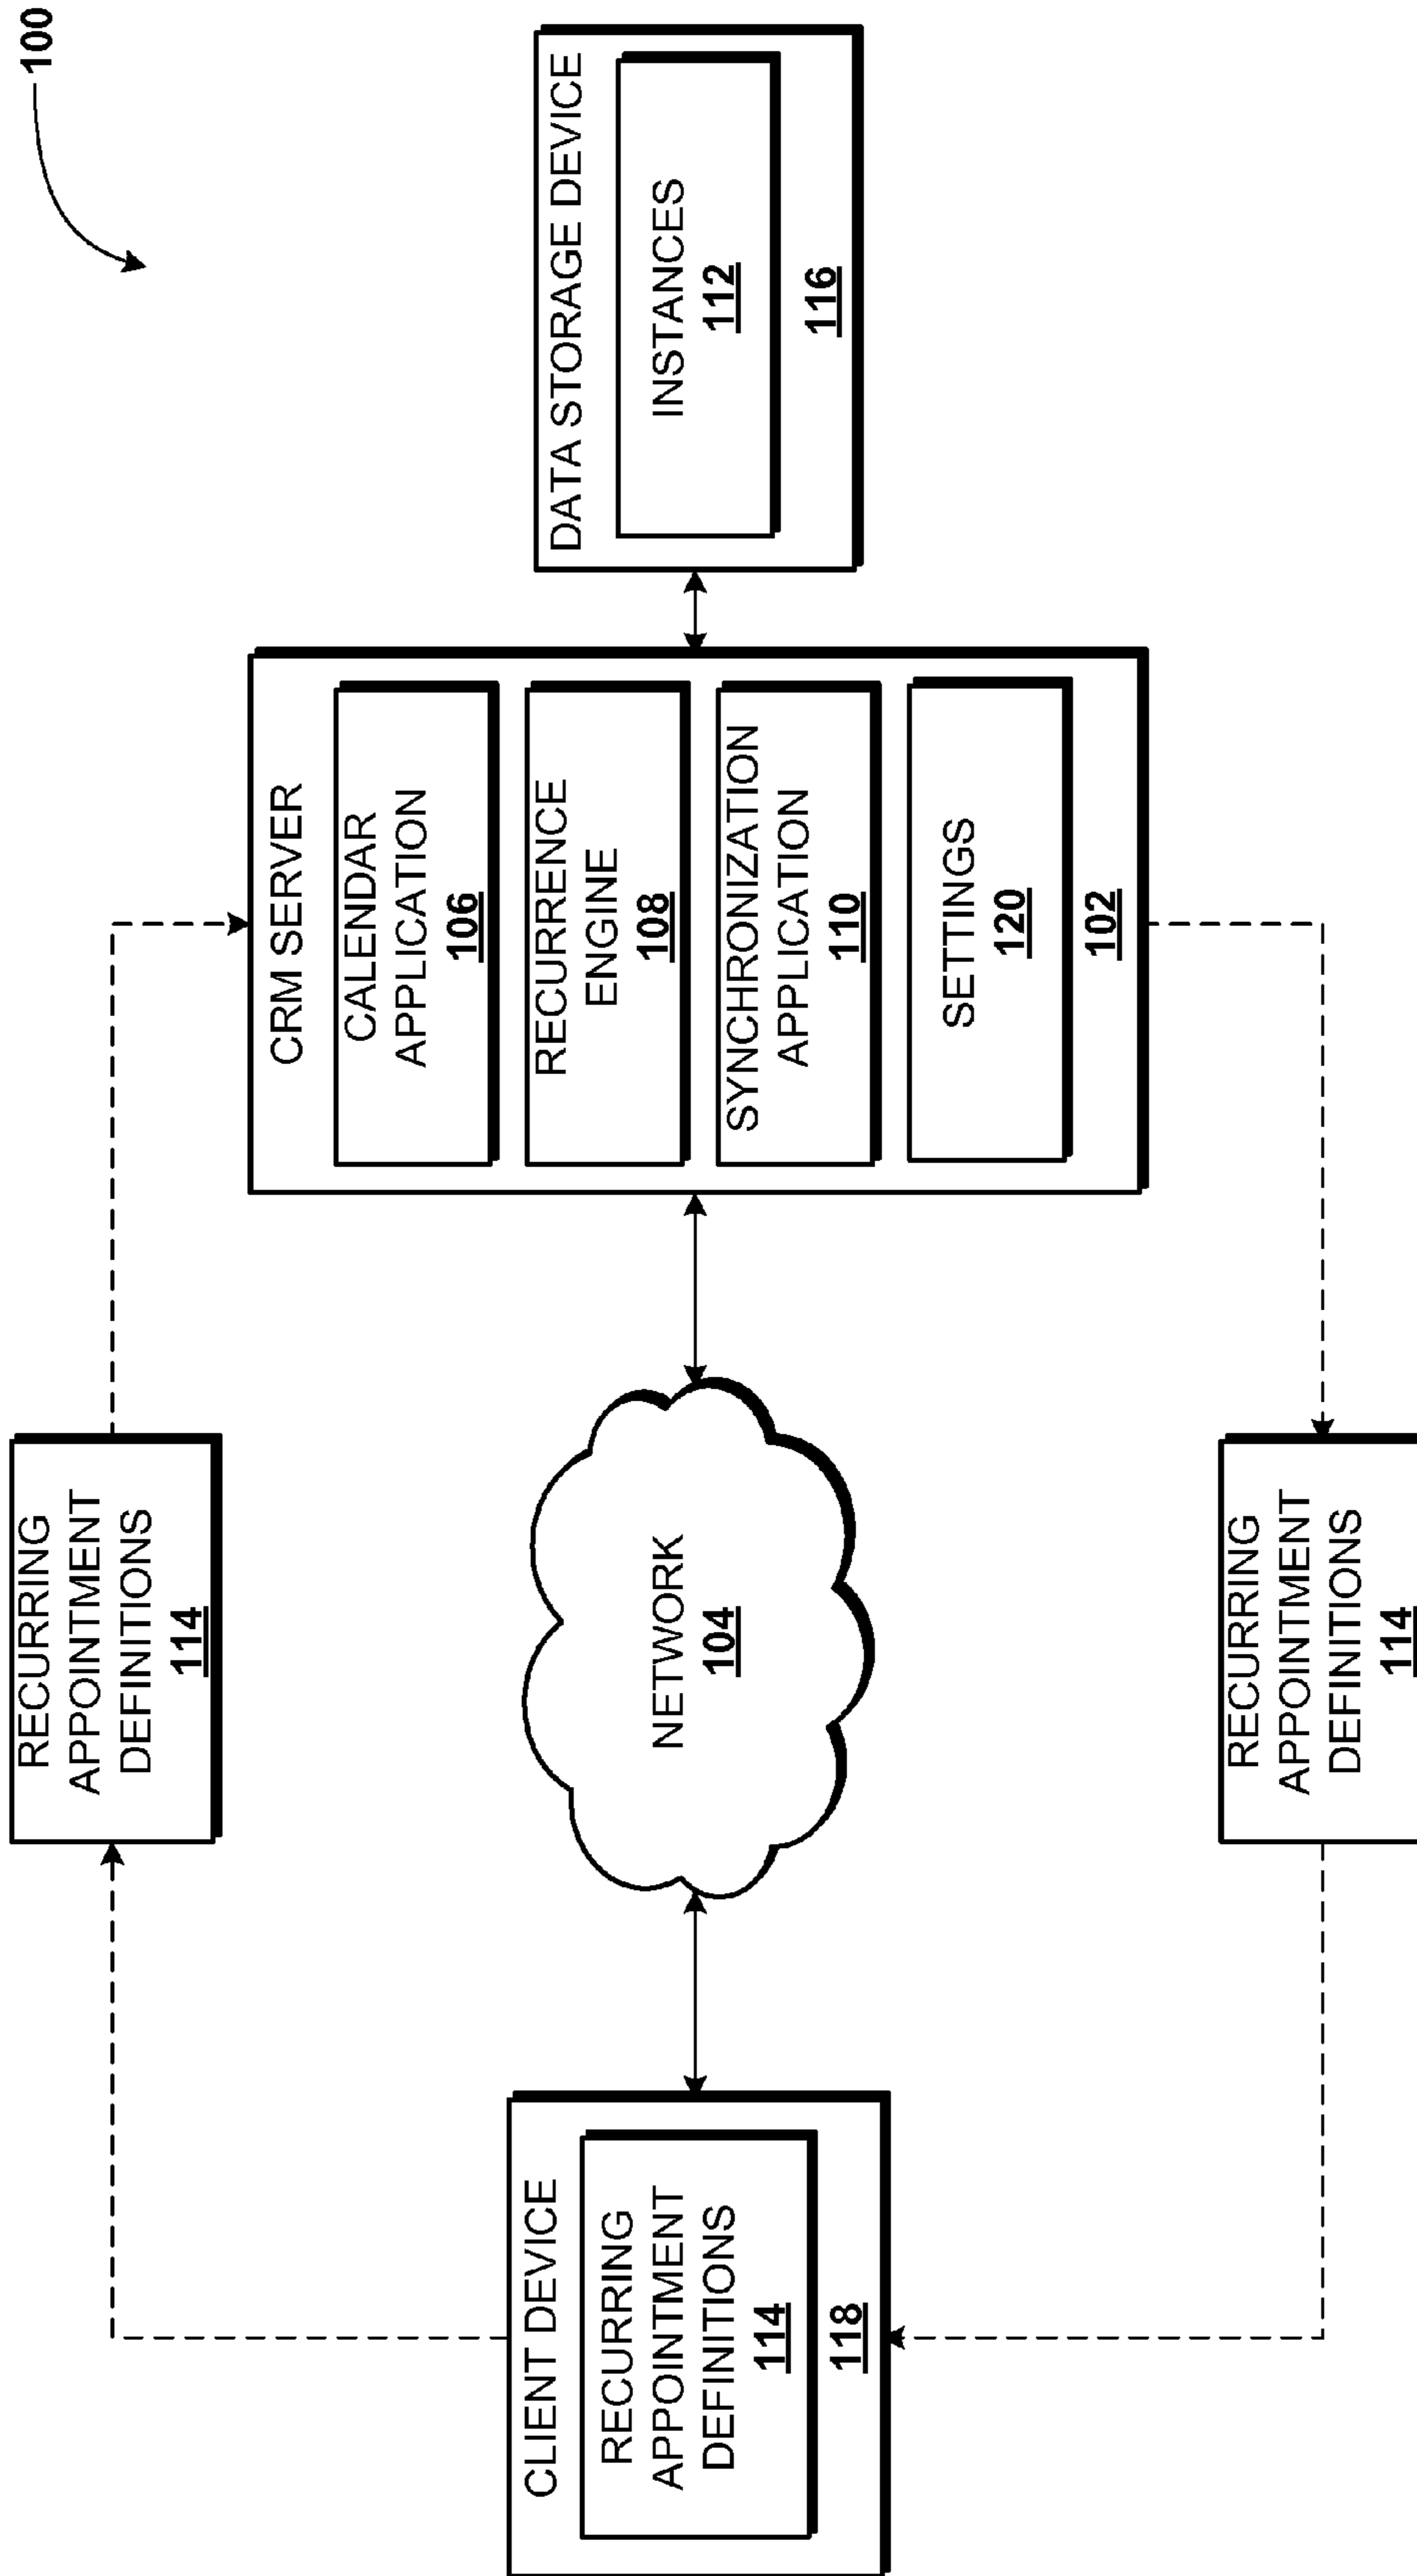 100
RECURRING
APPOINTMENT
DEFINITIONS
114
CLIENT DEVICE
RECURRING
APPOINTMENT
DEFINITIONS
114
118
NETWORK
104
CRM SERVER
CALENDAR
APPLICATION
106
RECURRENCE
ENGINE
108
SYNCHRONIZATION
APPLICATION
110
SETTINGS
120
102
DATA STORAGE DEVICE
INSTANCES
112
116
RECURRING
APPOINTMENT
DEFINITIONS
114